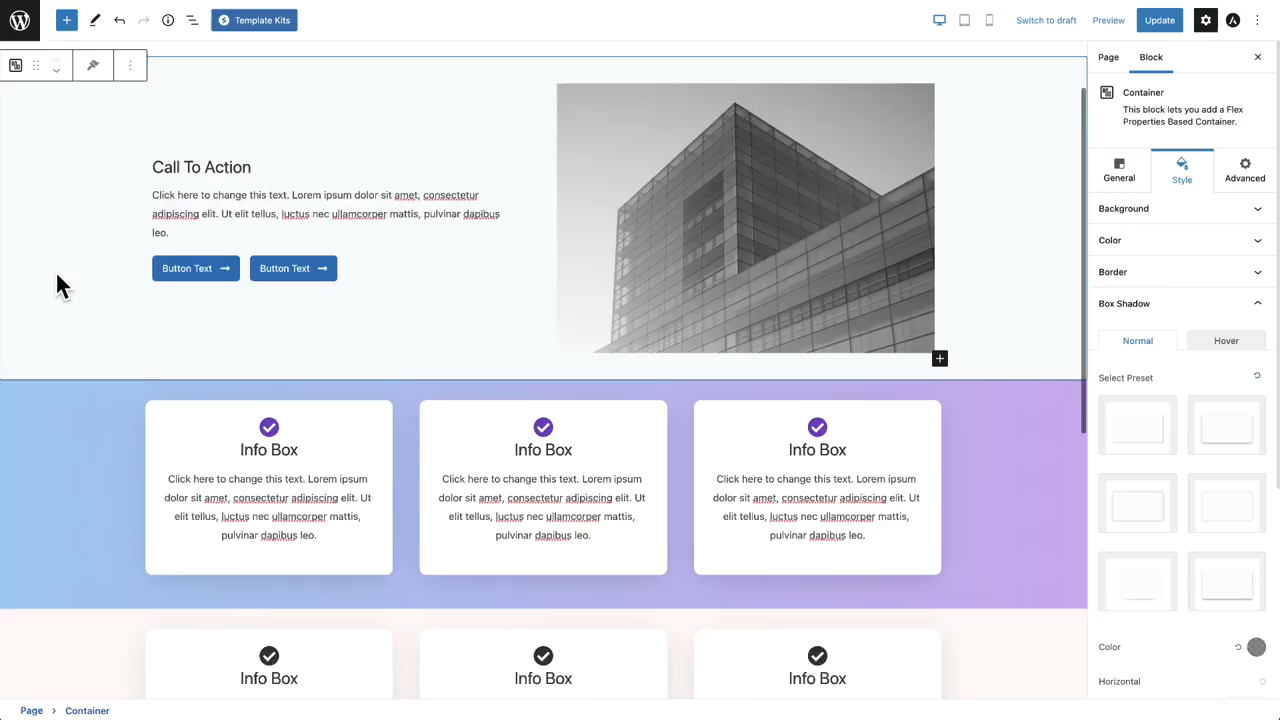 Template Kits
Switch to draft
Preview
Update
Page
Block
Container
This block lets you add a Flex
Properties Based Container.
General
Style
Advanced
Background
Color
Border
Box Shadow
Normal
Hover
Select Preset
Color
Horizontal
Call To Action
Click here to change this text. Lorem ipsum dolor sit amet, consectetur
adipiscing elit. Ut elit tellus, luctus nec ullamcorper mattis, pulvinar dapibus
leo.
Button Text
Button Text
Info Box
Click here to change this text. Lorem ipsum
dolor sit amet, consectetur adipiscing elit. Ut
elit tellus, luctus nec ullamcorper mattis,
pulvinar dapibus leo.
Info Box
Click here to change this text. Lorem ipsum
dolor sit amet, consectetur adipiscing elit. Ut
elit tellus, luctus nec ullamcorper mattis,
pulvinar dapibus leo.
Info Box
Click here to change this text. Lorem ipsum
dolor sit amet, consectetur adipiscing elit. Ut
elit tellus, luctus nec ullamcorper mattis,
pulvinar dapibus leo.
Info Box
Info Box
Info Box
Page > Container